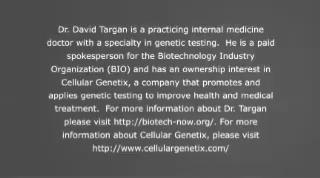 Dr. David Targan is a practicing internal medicine
doctor with a specialty in genetic testing.  He is a paid
spokesperson for the Biotechnology Industry
Organization (BIO) and has an ownership interest in
Cellular Genetix, a company that promotes and
applies genetic testing to improve health and medical
treatment.  For more information about Dr. Targan
please visit http://biotech-now.org/. For more
information about Cellular Genetix, please visit
http://www.cellulargenetix.com/